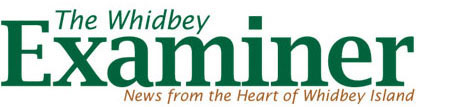 The Whidbey
Examiner
News from the Heart of Whidbey Island